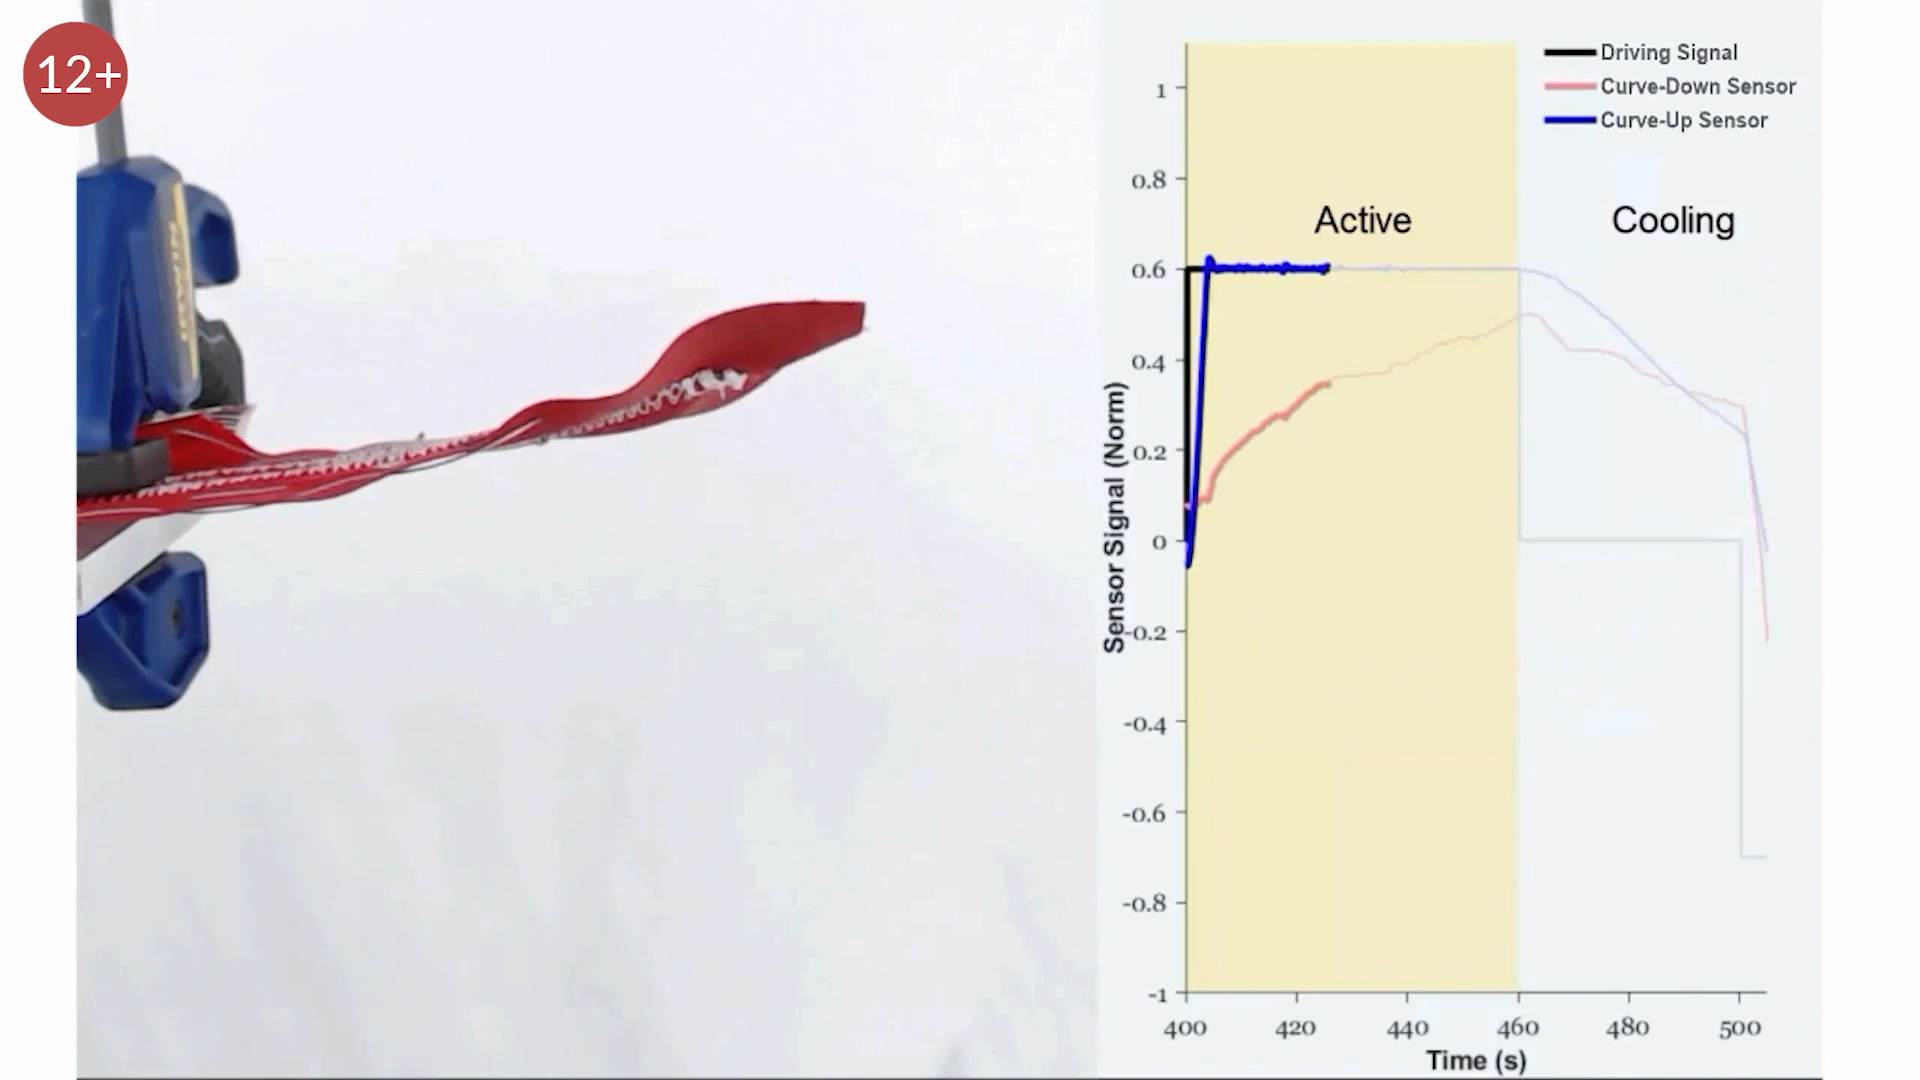 12+
Driving Signal
Curve-Down Sensor
Curve-Up Sensor
Active
Cooling
1
0.8
0.6
0.4
0.2
0
-0.2
-0.4
-0.6
-0.8
-1
Sensor Signal (Norm)
400 420 440 460 480 500
Time (s)